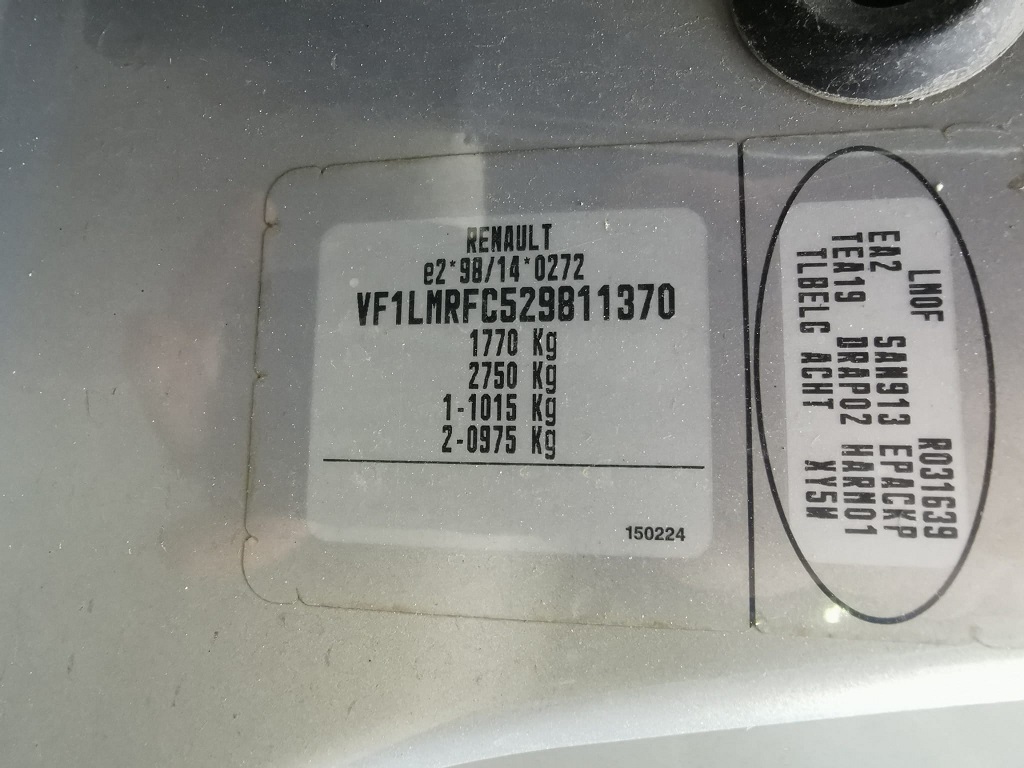 RENAULT
e2*98/14*0272
VF1LMRFC529811370
1770 Kg
2750 Kg
1-1015 Kg
2-0975 Kg
150224
LNOF R031639
EA2 SAN913 EPACKP
TEA19 DRAP02 HARM01
TLBELG ACHT XY5W